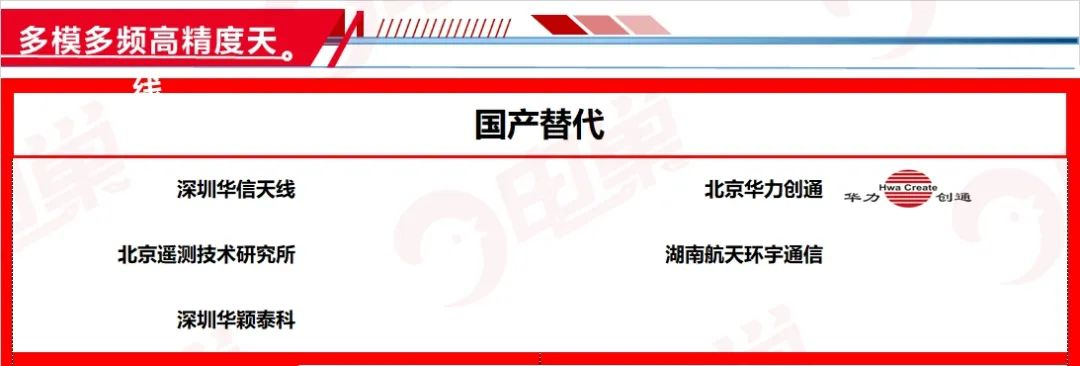 多模多频高精度天
线
国产替代
深圳华信天线
北京华力创通
华力 Hwa Create 创通
北京遥测技术研究所
湖南航天环宇通信
深圳华颖泰科
电巢